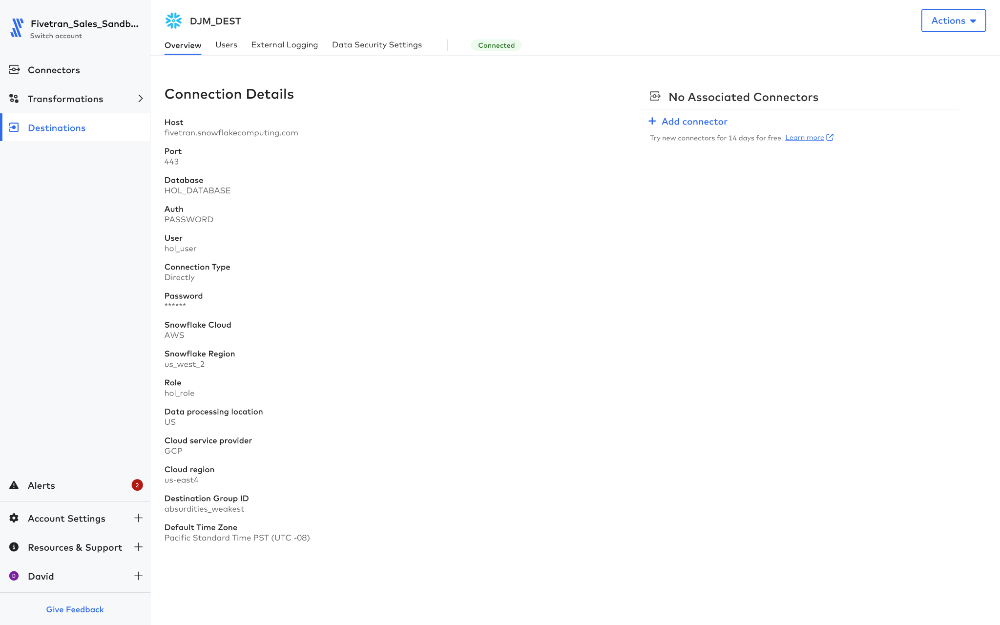 Fivetran_Sales_Sandb...
Switch account
Connectors
Transformations
Destinations
Alerts
2
Account Settings
Resources & Support
D
David
Give Feedback
DJM_DEST
Actions
Overview
Users
External Logging
Data Security Settings
Connected
Connection Details
Host
fivetran.snowflakecomputing.com
Port
443
Database
HOL_DATABASE
Auth
PASSWORD
User
hol_user
Connection Type
Directly
Password
******
Snowflake Cloud
AWS
Snowflake Region
us_west_2
Role
hol_role
Data processing location
US
Cloud service provider
GCP
Cloud region
us-east4
Destination Group ID
absurdities_weakest
Default Time Zone
Pacific Standard Time PST (UTC -08)
No Associated Connectors
+ Add connector
Try new connectors for 14 days for free. Learn more